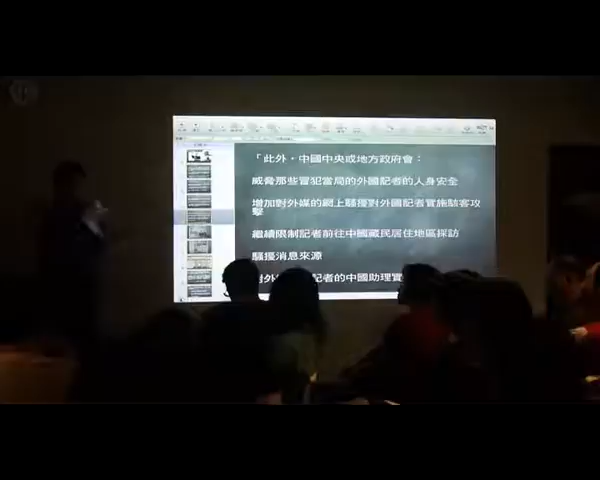 「此外，中國中央或地方政府會：
威脅那些冒犯當局的外國記者的人身安全
增加對外媒的網上騷擾對外國記者實施駭客攻
擊
繼續限制記者前往中國藏民居住地區採訪
騷擾消息來源
對外 記者的中國助理實